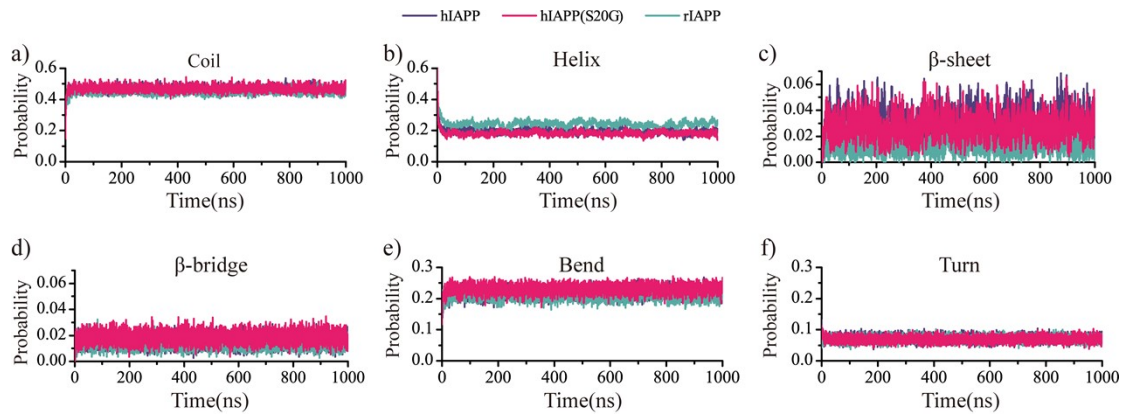 hIAPP hIAPP(S20G) rIAPP
a) Coil
Probability
0.6
0.4
0.2
0.0
0 200 400 600 800 1000
Time(ns)
b) Helix
Probability
0.6
0.4
0.2
0.0
0 200 400 600 800 1000
Time(ns)
c) β-sheet
Probability
0.06
0.04
0.02
0.00
0 200 400 600 800 1000
Time(ns)
d) β-bridge
Probability
0.06
0.04
0.02
0.00
0 200 400 600 800 1000
Time(ns)
e) Bend
Probability
0.3
0.2
0.1
0.0
0 200 400 600 800 1000
Time(ns)
f) Turn
Probability
0.3
0.2
0.1
0.0
0 200 400 600 800 1000
Time(ns)